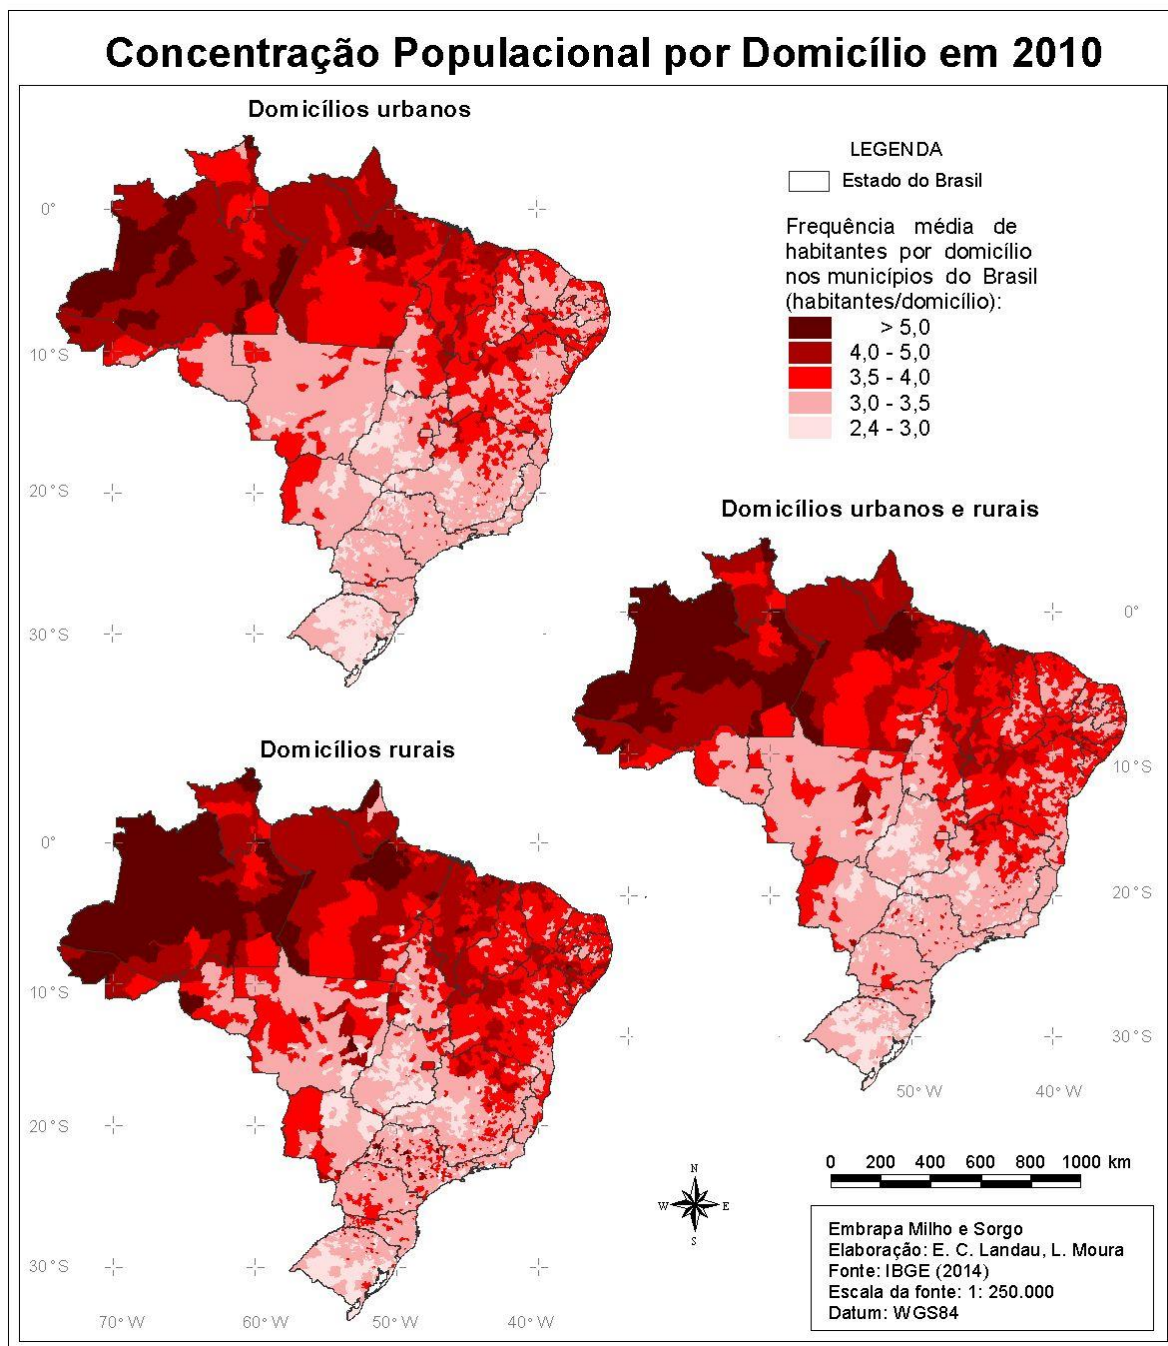 Concentração Populacional por Domicílio em 2010
Domicílios urbanos
LEGENDA
Estado do Brasil
Frequência média de
habitantes por domicílio
nos municípios do Brasil
(habitantes/domicílio):
> 5,0
4,0 - 5,0
3,5 - 4,0
3,0 - 3,5
2,4 - 3,0
0°
10°S
20°S
30°S
Domicílios urbanos e rurais
0°
10°S
20°S
30°S
50°W 40°W
Domicílios rurais
0°
10°S
20°S
30°S
70°W 60°W 50°W 40°W
N
W E
S
0 200 400 600 800 1000 km
Embrapa Milho e Sorgo
Elaboração: E. C. Landau, L. Moura
Fonte: IBGE (2014)
Escala da fonte: 1: 250.000
Datum: WGS84